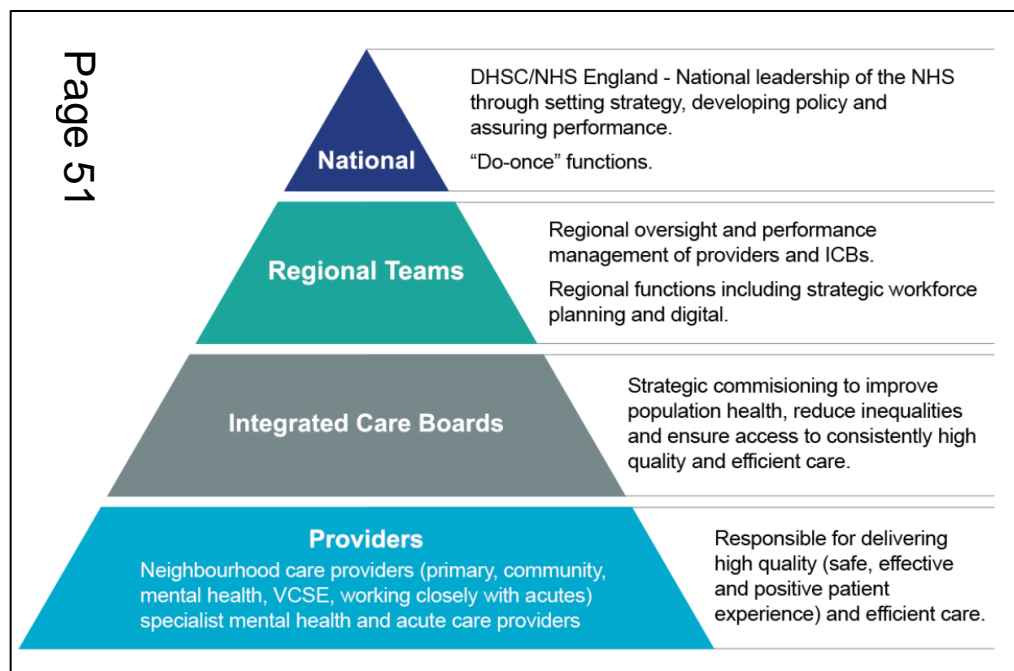 Page 51
National
DHSC/NHS England - National leadership of the NHS
through setting strategy, developing policy and
assuring performance.
“Do-once” functions.
Regional Teams
Regional oversight and performance
management of providers and ICBs.
Regional functions including strategic workforce
planning and digital.
Integrated Care Boards
Strategic commisioning to improve
population health, reduce inequalities
and ensure access to consistently high
quality and efficient care.
Providers
Neighbourhood care providers (primary, community,
mental health, VCSE, working closely with acutes)
specialist mental health and acute care providers
Responsible for delivering
high quality (safe, effective
and positive patient
experience) and efficient care.